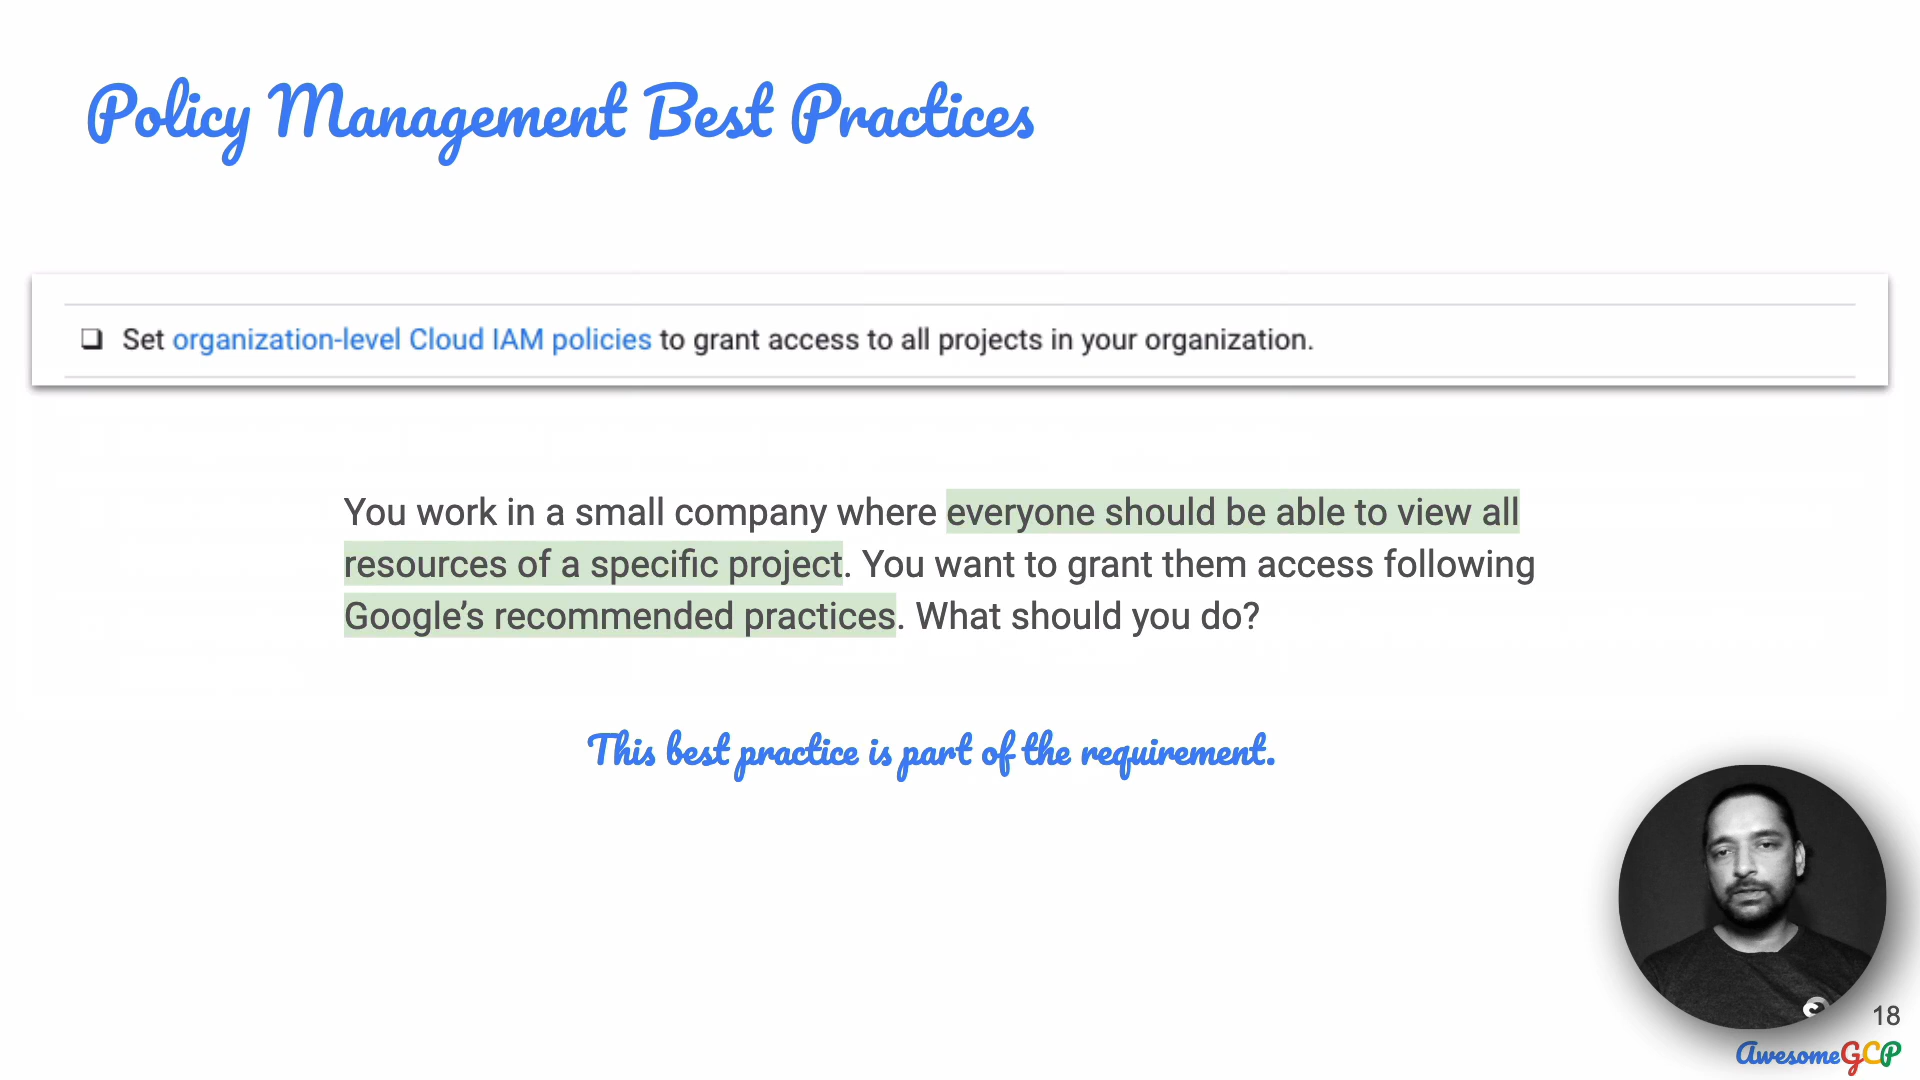 Policy Management Best Practices
❏ Set organization-level Cloud IAM policies to grant access to all projects in your organization.
You work in a small company where everyone should be able to view all
resources of a specific project. You want to grant them access following
Google’s recommended practices. What should you do?
This best practice is part of the requirement.
18
AwesomeGCP